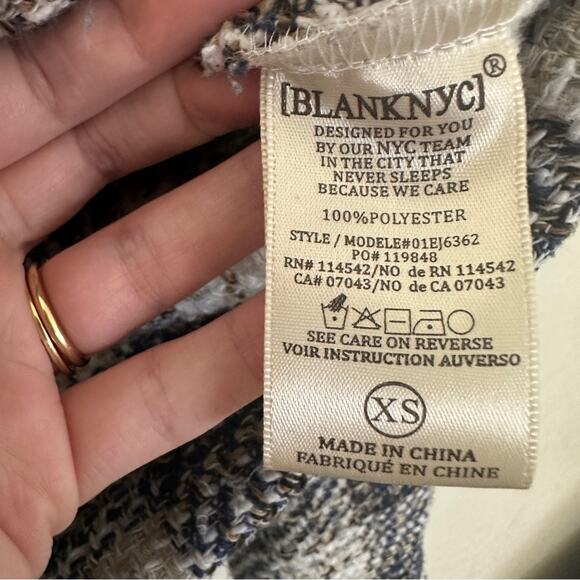 [BLANKNYC]®
DESIGNED FOR YOU
BY OUR NYC TEAM
IN THE CITY THAT
NEVER SLEEPS
BECAUSE WE CARE
100%POLYESTER
STYLE / MODELE#01EJ6362
PO# 119848
RN# 114542/NO de RN 114542
CA# 07043/NO de CA 07043
SEE CARE ON REVERSE
VOIR INSTRUCTION AUVERSO
XS
MADE IN CHINA
FABRIQUÉ EN CHINE